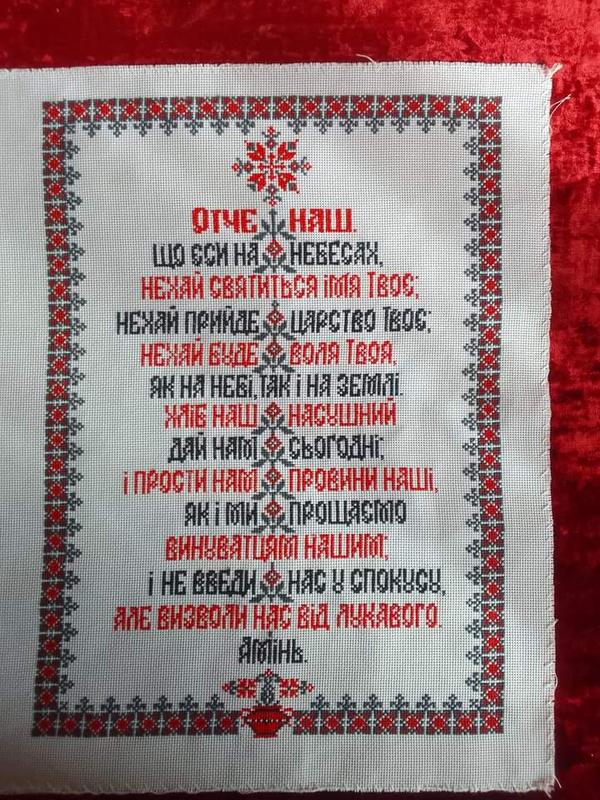 ОТЧЕ НАШ.
ЩО ЄСИ НА НЕБЕСАХ,
НЕХАЙ СВЯТИТЬСЯ ІМ'Я ТВОЄ;
НЕХАЙ ПРИЙДЕ ЦАРСТВО ТВОЄ;
НЕХАЙ БУДЕ ВОЛЯ ТВОЯ,
ЯК НА НЕБІ, ТАК І НА ЗЕМЛІ.
ХЛІБ НАШ НАСУЩНИЙ
ДАЙ НАМ СЬОГОДНІ;
І ПРОСТИ НАМ ПРОВИНИ НАШІ,
ЯК І МИ ПРОЩАЄМО
ВИНУВАТЦЯМ НАШИМ;
І НЕ ВВЕДИ НАС У СПОКУСУ,
АЛЕ ВИЗВОЛИ НАС ВІД ЛУКАВОГО.
АМІНЬ.